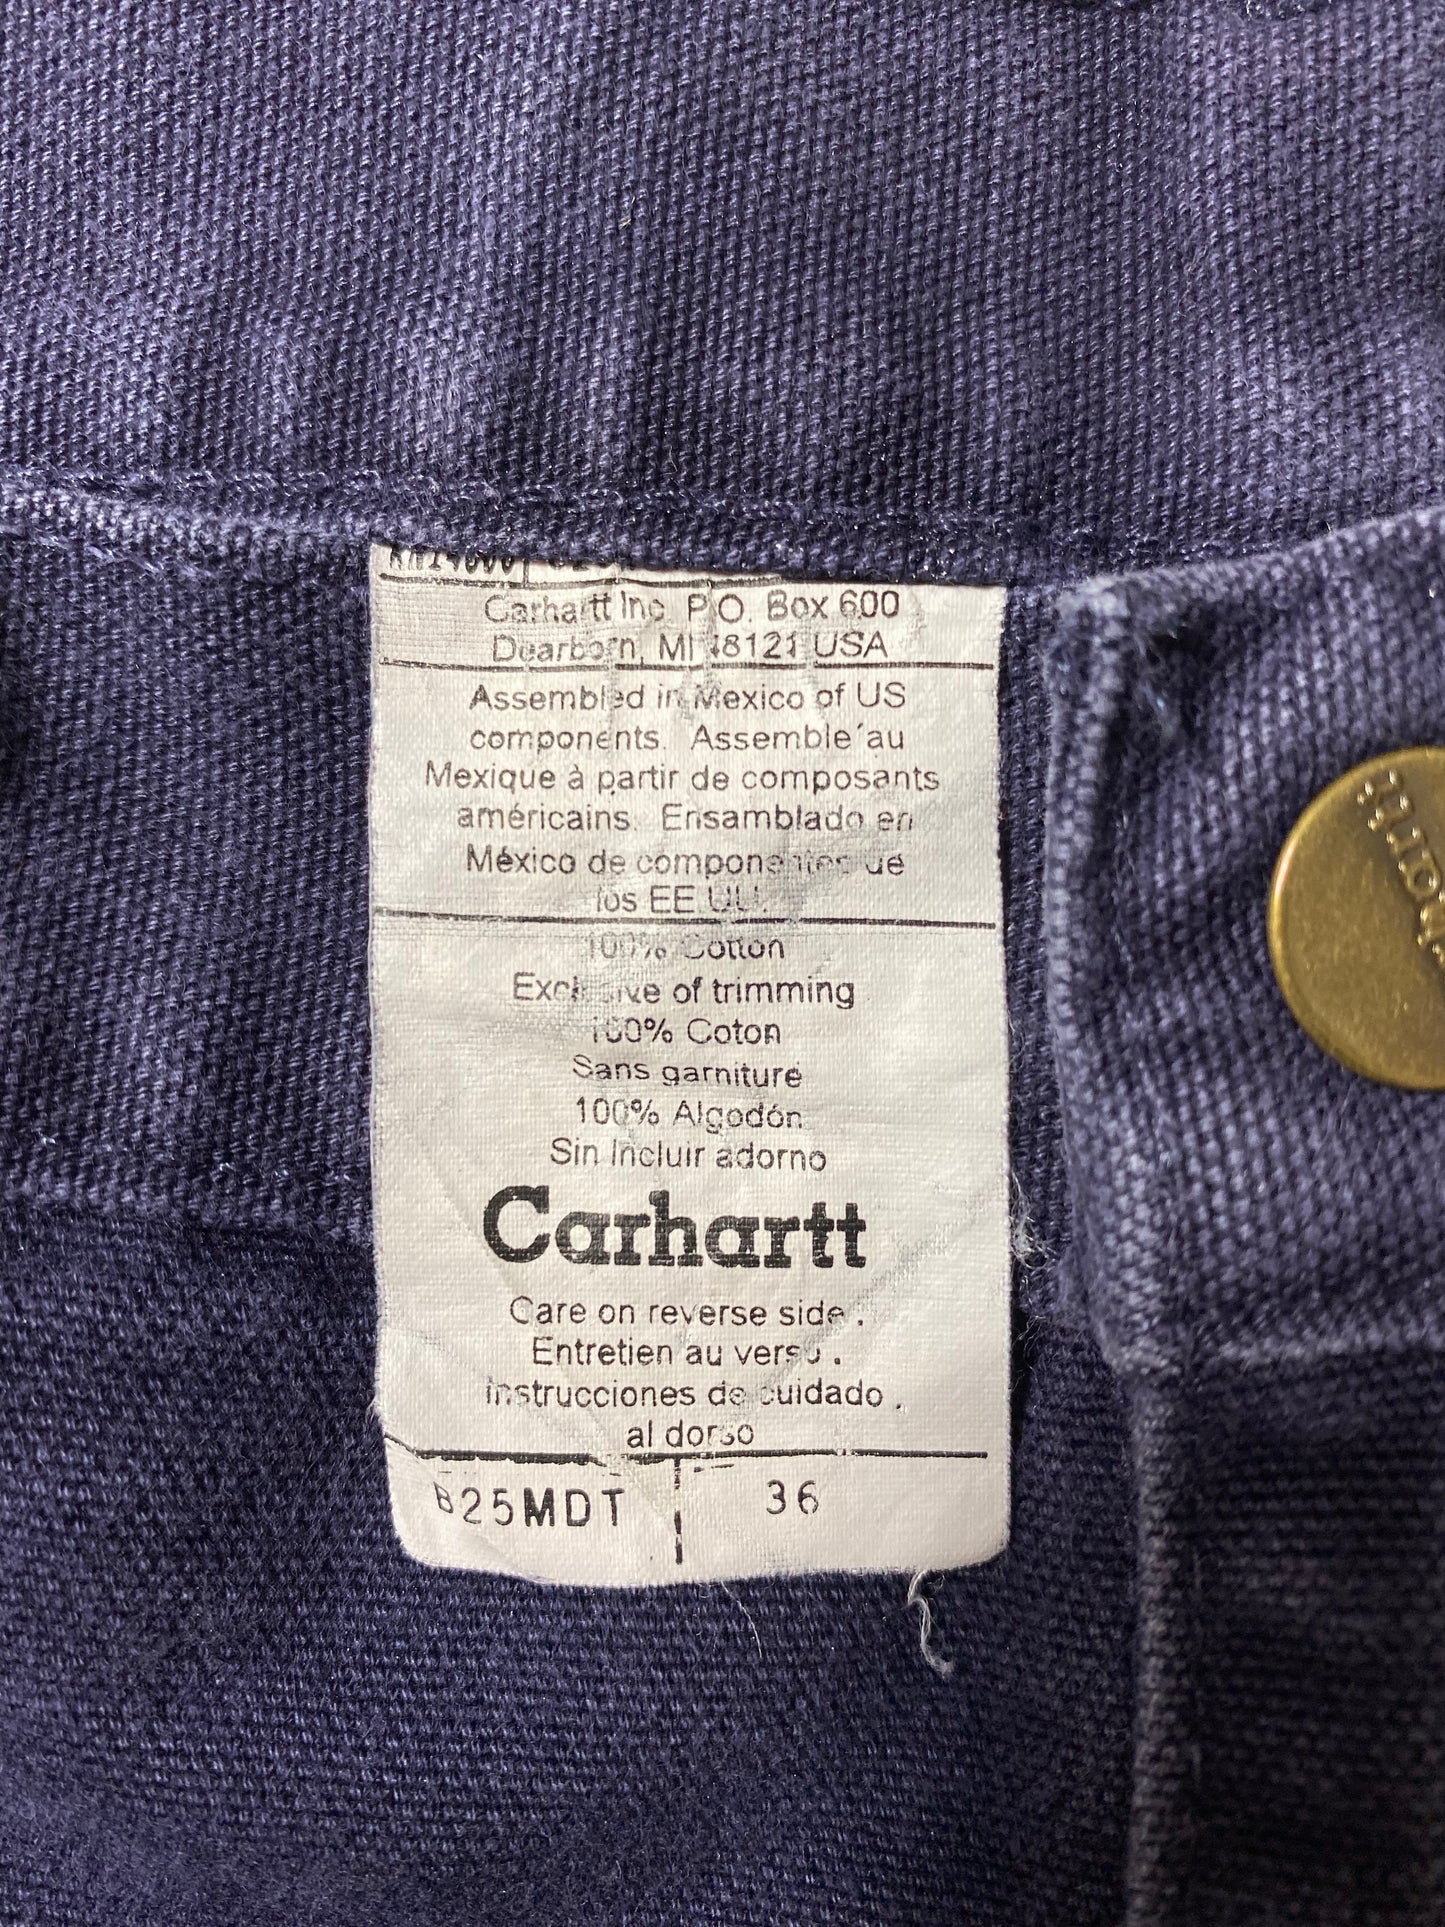 RN14806
Carhartt Inc. P.O. Box 600
Dearborn, MI 48121 USA
Assembled in Mexico of US
components. Assemble´au
Mexique à partir de composants
américains. Ensamblado en
México de componentes de
los EE.UU.
100% Cotton
Exclusive of trimming
100% Coton
Sans garniture
100% Algodón
Sin Incluir adorno
Carhartt
Care on reverse side .
Entretien au verso .
Instrucciones de cuidado .
al dorso
B25MDT 36